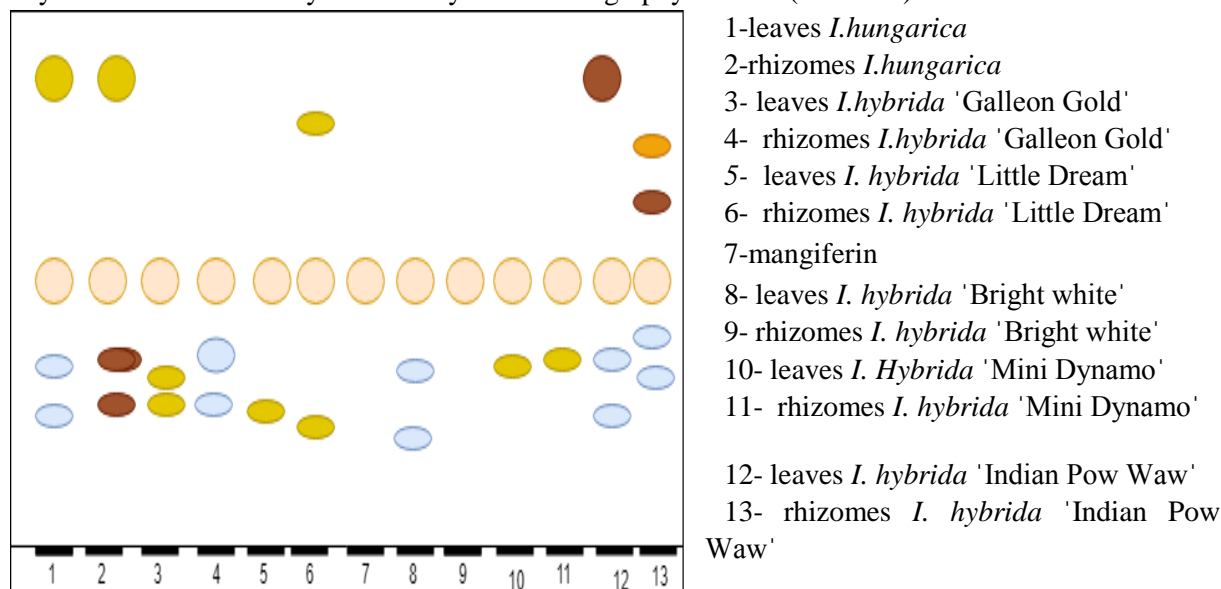 1-leaves I.hungarica
2-rhizomes I.hungarica
3- leaves I.hybrida 'Galleon Gold'
4- rhizomes I.hybrida 'Galleon Gold'
5- leaves I. hybrida 'Little Dream'
6- rhizomes I. hybrida 'Little Dream'
7-mangiferin
8- leaves I. hybrida 'Bright white'
9- rhizomes I. hybrida 'Bright white'
10- leaves I. Hybrida 'Mini Dynamo'
11- rhizomes I. hybrida 'Mini Dynamo'
12- leaves I. hybrida 'Indian Pow Waw'
13- rhizomes I. hybrida 'Indian Pow
Waw'
1 2 3 4 5 6 7 8 9 10 11 12 13